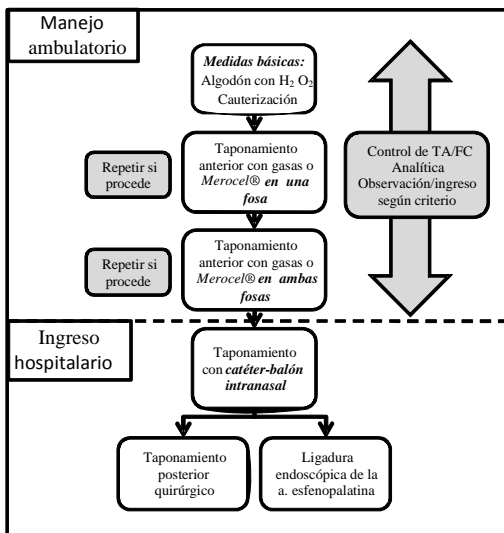 Manejo
ambulatorio
Medidas básicas:
Algodón con H2 O2
Cauterización
Taponamiento
anterior con gasas o
Merocel® en una
fosa
Repetir si
procede
Control de TA/FC
Analítica
Observación/ingreso
según criterio
Taponamiento
anterior con gasas o
Merocel® en ambas
fosas
Repetir si
procede
Ingreso
hospitalario
Taponamiento
con catéter-balón
intranasal
Taponamiento
posterior
quirúrgico
Ligadura
endoscópica de la
a. esfenopalatina